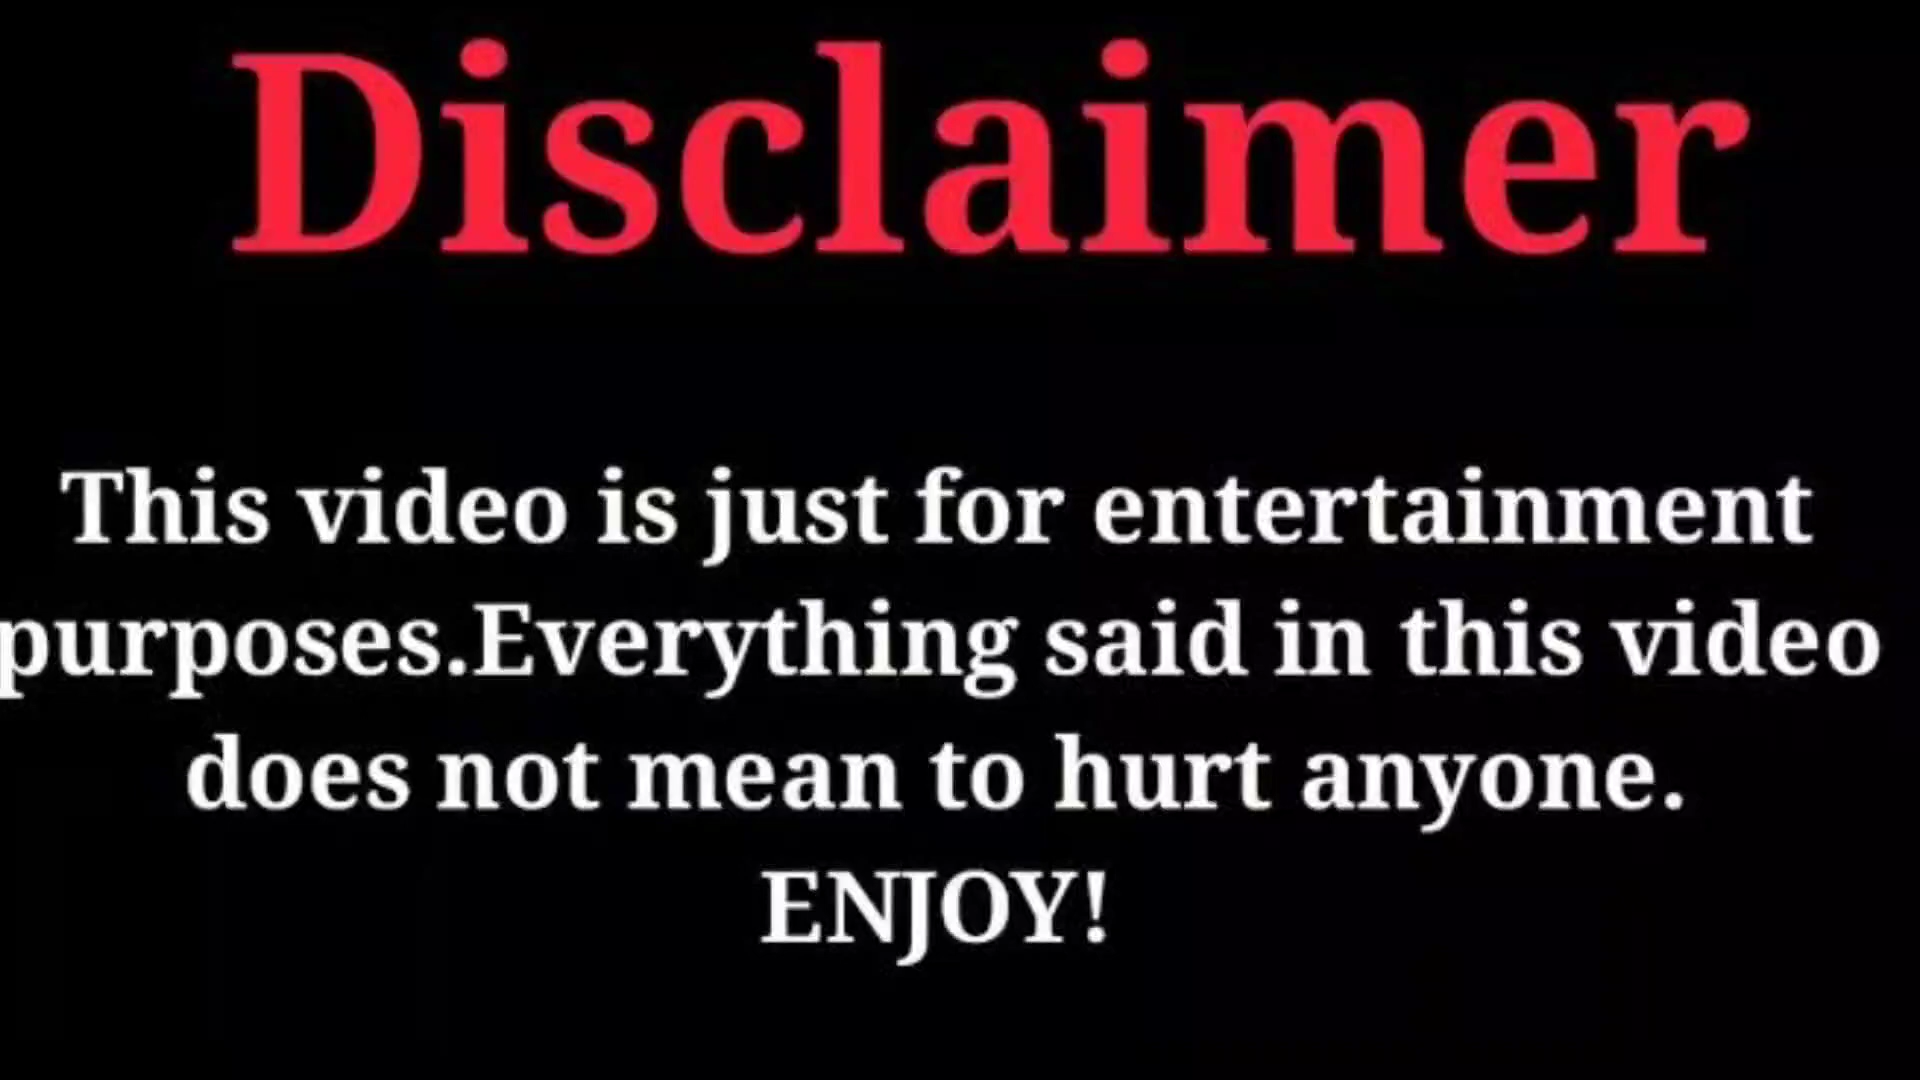 Disclaimer
This video is just for entertainment
purposes.Everything said in this video
does not mean to hurt anyone.
ENJOY!